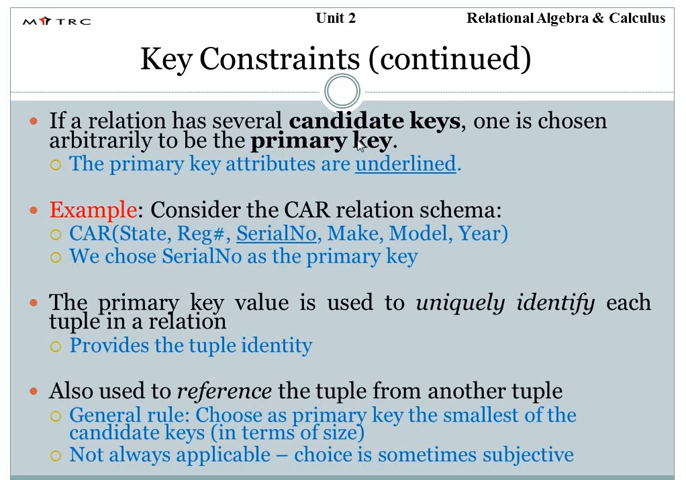 MYTRC Unit 2 Relational Algebra & Calculus
Key Constraints (continued)
If a relation has several candidate keys, one is chosen
arbitrarily to be the primary key.
The primary key attributes are underlined.
Example: Consider the CAR relation schema:
CAR(State, Reg#, SerialNo, Make, Model, Year)
We chose SerialNo as the primary key
The primary key value is used to uniquely identify each
tuple in a relation
Provides the tuple identity
Also used to reference the tuple from another tuple
General rule: Choose as primary key the smallest of the
candidate keys (in terms of size)
Not always applicable – choice is sometimes subjective